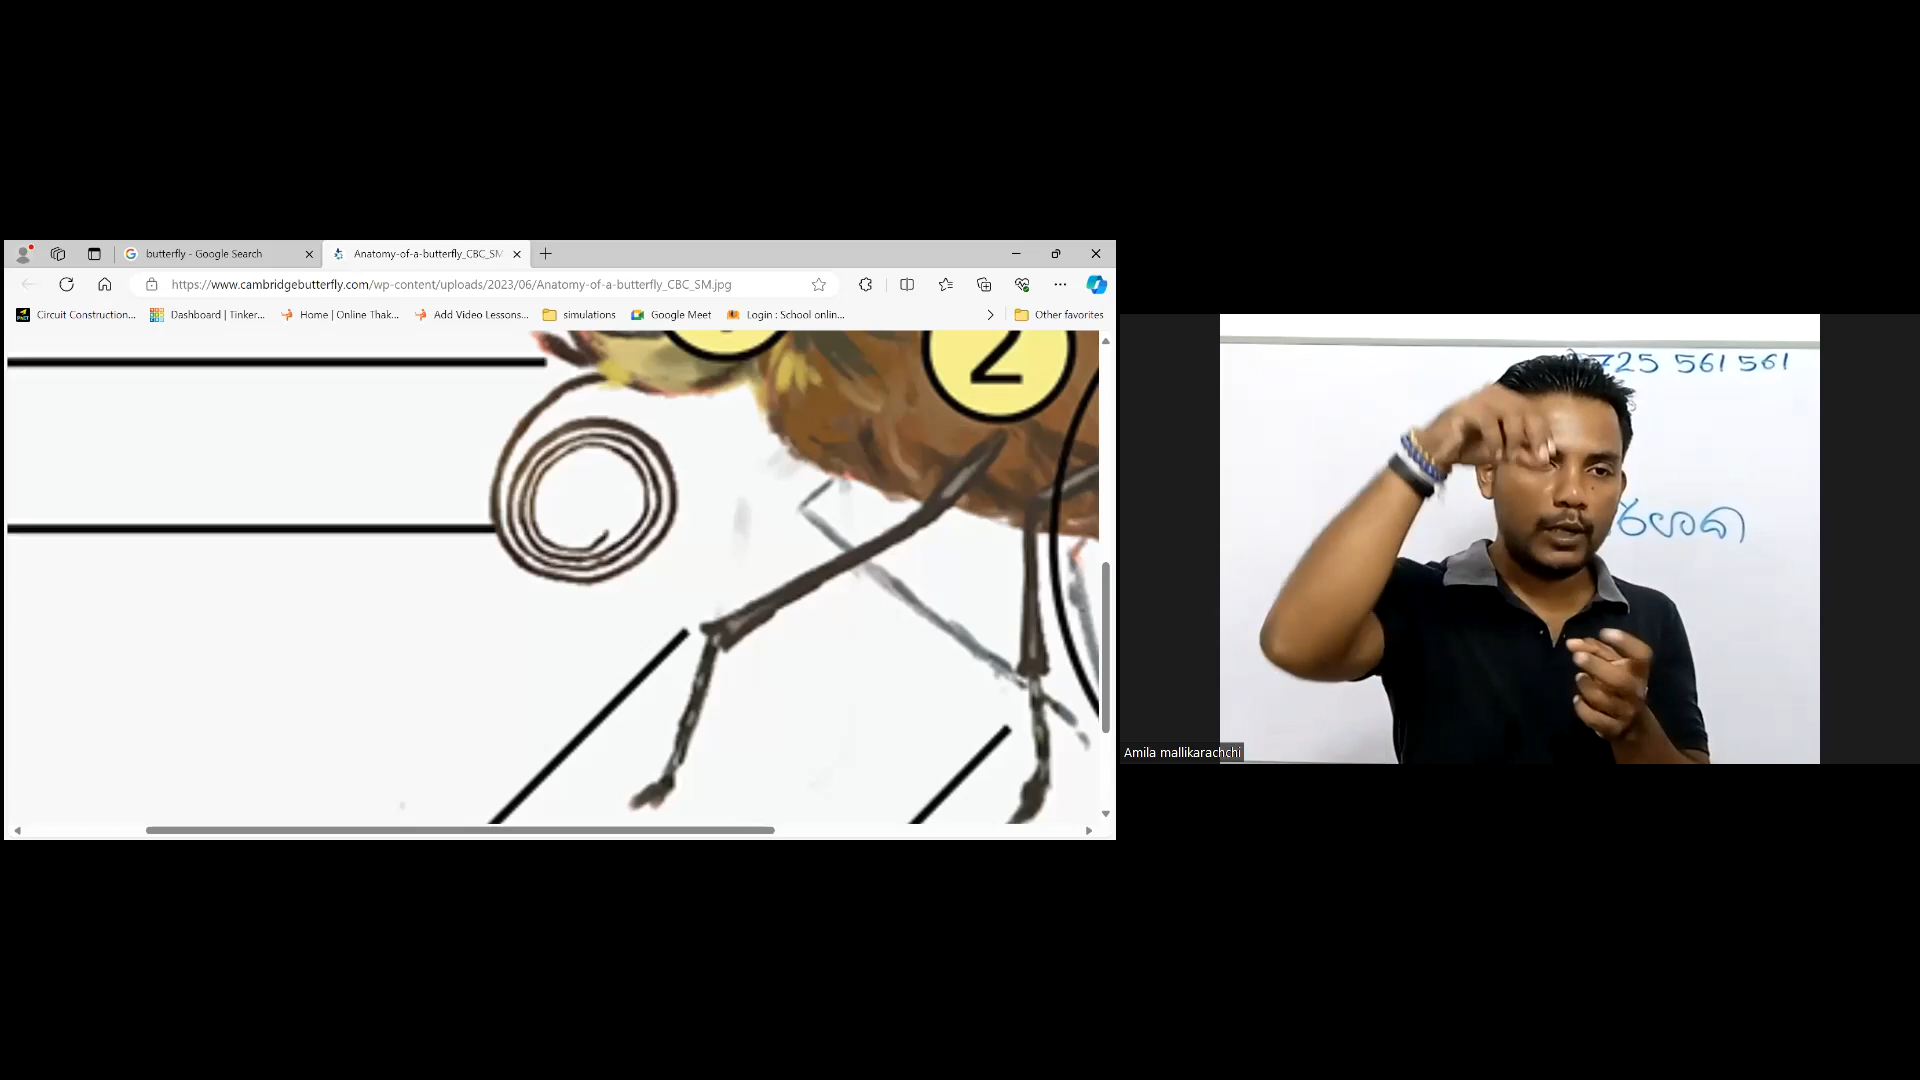 butterfly - Google Search
Anatomy-of-a-butterfly_CBC_SM
https://www.cambridgebutterfly.com/wp-content/uploads/2023/06/Anatomy-of-a-butterfly_CBC_SM.jpg
Circuit Construction... Dashboard | Tinker... Home | Online Thak... Add Video Lessons... simulations Google Meet Login : School onlin... Other favorites
2
725 561 561
Amila mallikarachchi